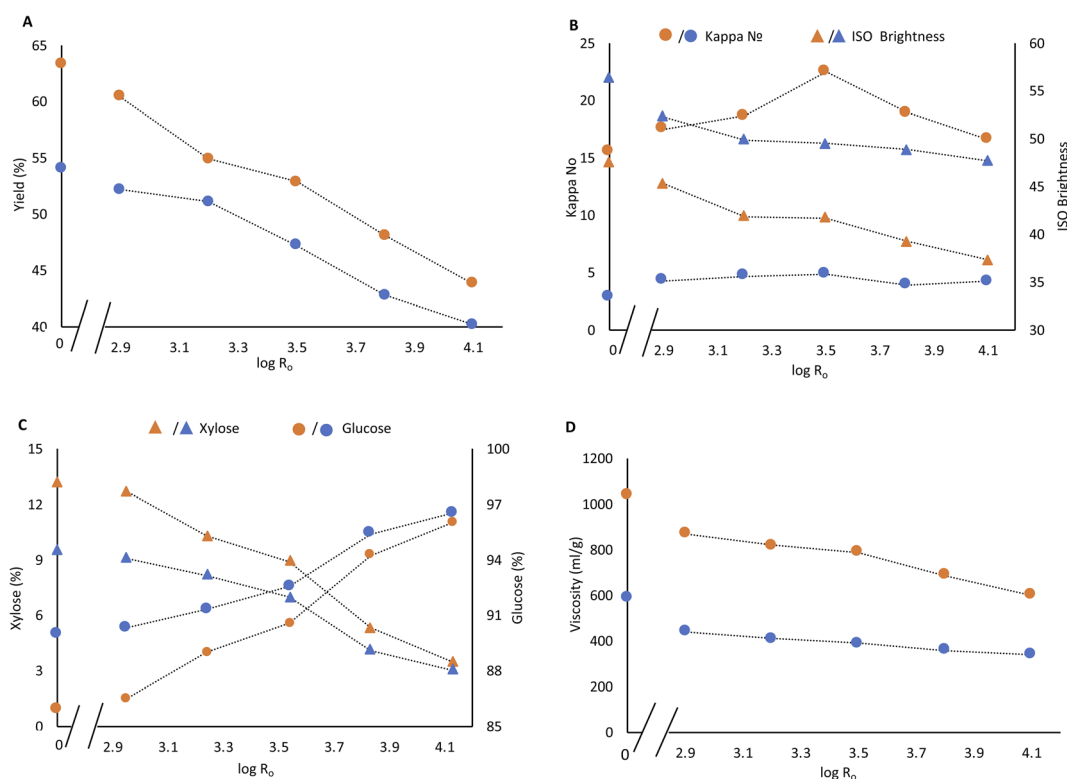 A
65
60
55
50
45
40
Yield (%)
0 2.9 3.1 3.3 3.5 3.7 3.9 4.1
log Ro
B
/ Kappa №
/ ISO Brightness
25
20
15
10
5
0
Kappa No
60
55
50
45
40
35
30
ISO Brightness
0 2.9 3.1 3.3 3.5 3.7 3.9 4.1
log Ro
C
/ Xylose
/ Glucose
15
12
9
6
3
0
Xylose (%)
100
97
94
91
88
85
Glucose (%)
0 2.9 3.1 3.3 3.5 3.7 3.9 4.1
log Ro
D
1200
1000
800
600
400
200
0
Viscosity (ml/g)
0 2.9 3.1 3.3 3.5 3.7 3.9 4.1
log Ro